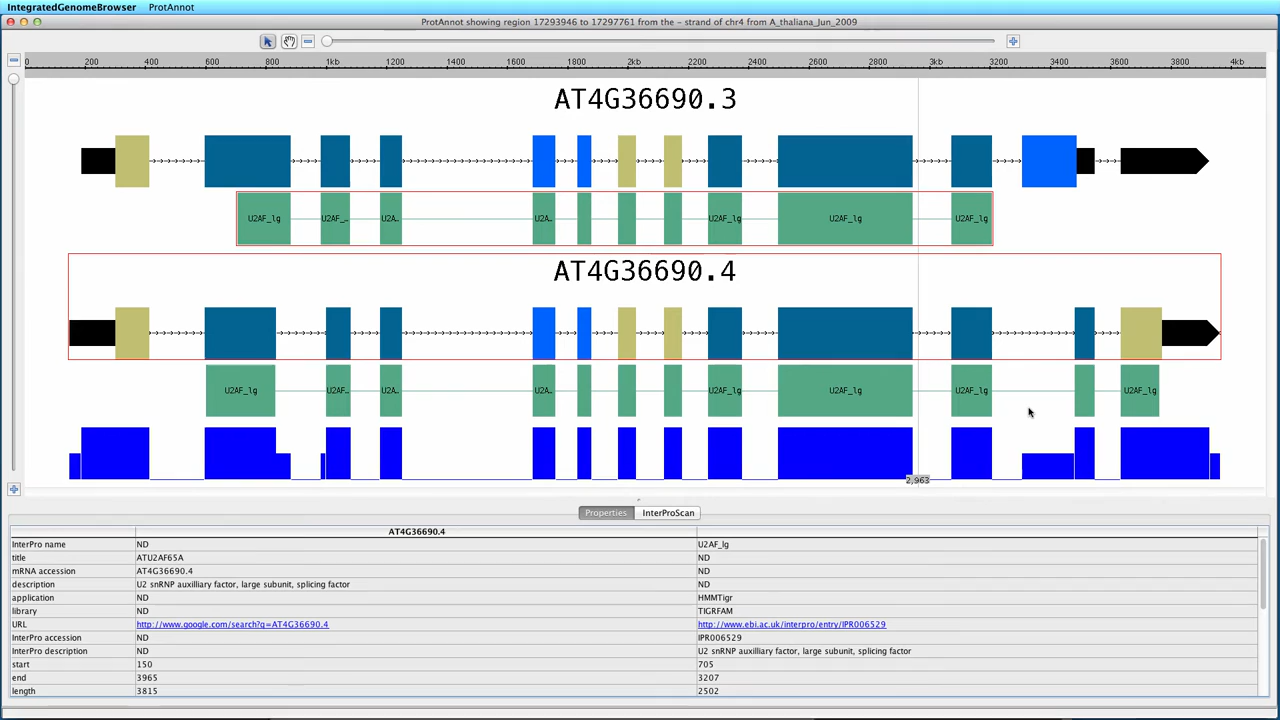 IntegratedGenomeBrowser ProtAnnot
ProtAnnot showing region 17293946 to 17297761 from the - strand of chr4 from A_thaliana_Jun_2009
0 200 400 600 800 1kb 1200 1400 1600 1800 2kb 2200 2400 2600 2800 3kb 3200 3400 3600 3800 4kb
AT4G36690.3
U2AF_lg U2AF_… U2A… U2A… U2AF_lg U2AF_lg U2AF_lg
AT4G36690.4
U2AF_lg U2AF… U2A… U2A… U2AF_lg U2AF_lg U2AF_lg U2AF_lg
2,963
Properties InterProScan
AT4G36690.4
InterPro name ND U2AF_lg
title ATU2AF65A ND
mRNA accession AT4G36690.4 ND
description U2 snRNP auxilliary factor, large subunit, splicing factor ND
application ND HMMTigr
library ND TIGRFAM
URL http://www.google.com/search?q=AT4G36690.4 http://www.ebi.ac.uk/interpro/entry/IPR006529
InterPro accession ND IPR006529
InterPro description ND U2 snRNP auxilliary factor, large subunit, splicing factor
start 150 705
end 3965 3207
length 3815 2502